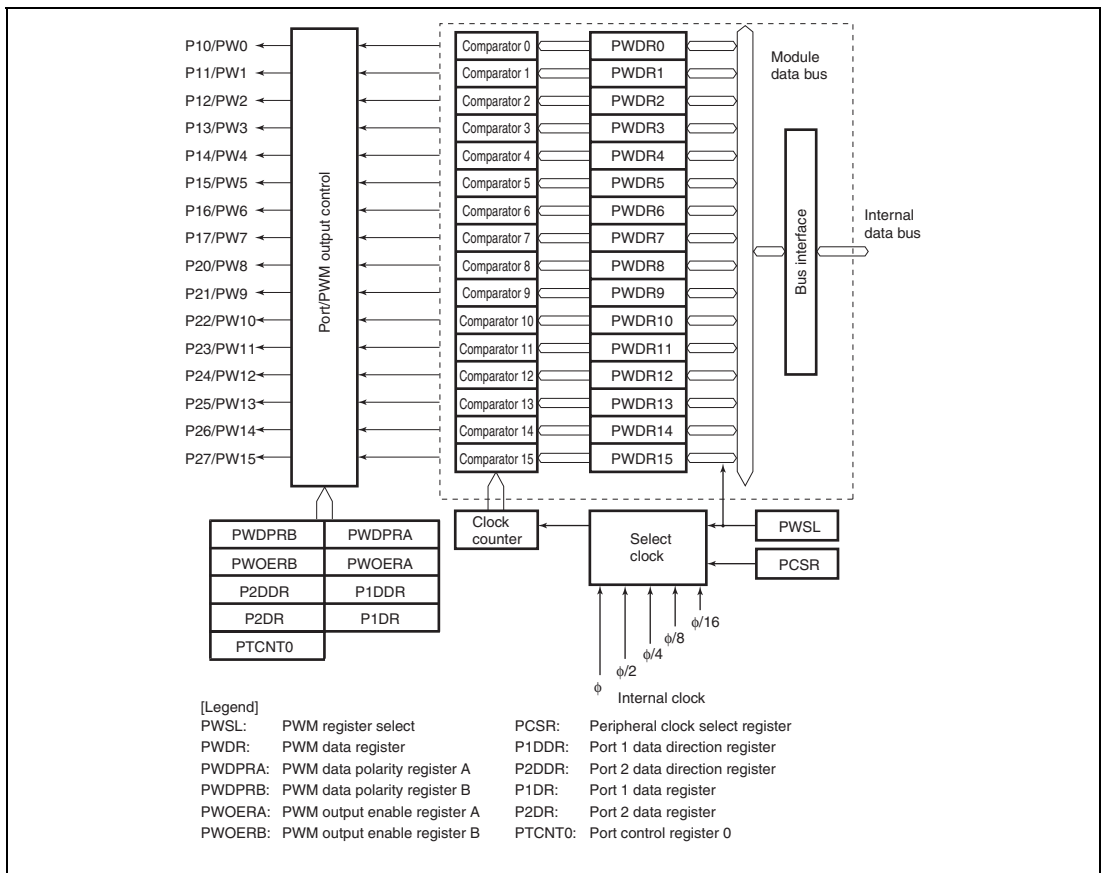 P10/PW0 Comparator 0 PWDR0
Module
data bus
P11/PW1 Comparator 1 PWDR1
P12/PW2 Comparator 2 PWDR2
P13/PW3 Comparator 3 PWDR3
P14/PW4 Comparator 4 PWDR4
P15/PW5 Comparator 5 PWDR5
P16/PW6 Comparator 6 PWDR6
P17/PW7 Comparator 7 PWDR7
P20/PW8 Comparator 8 PWDR8
P21/PW9 Comparator 9 PWDR9
P22/PW10 Comparator 10 PWDR10
P23/PW11 Comparator 11 PWDR11
P24/PW12 Comparator 12 PWDR12
P25/PW13 Comparator 13 PWDR13
P26/PW14 Comparator 14 PWDR14
P27/PW15 Comparator 15 PWDR15
Port/PWM output control
Bus interface
Internal
data bus
Clock
counter
Select
clock
PWSL
PCSR
PWDPRB PWDPRA
PWOERB PWOERA
P2DDR P1DDR
P2DR P1DR
PTCNT0
ϕ/16
ϕ/8
ϕ/4
ϕ/2
ϕ
Internal clock
[Legend]
PWSL: PWM register select PCSR: Peripheral clock select register
PWDR: PWM data register P1DDR: Port 1 data direction register
PWDPRA: PWM data polarity register A P2DDR: Port 2 data direction register
PWDPRB: PWM data polarity register B P1DR: Port 1 data register
PWOERA: PWM output enable register A P2DR: Port 2 data register
PWOERB: PWM output enable register B PTCNT0: Port control register 0